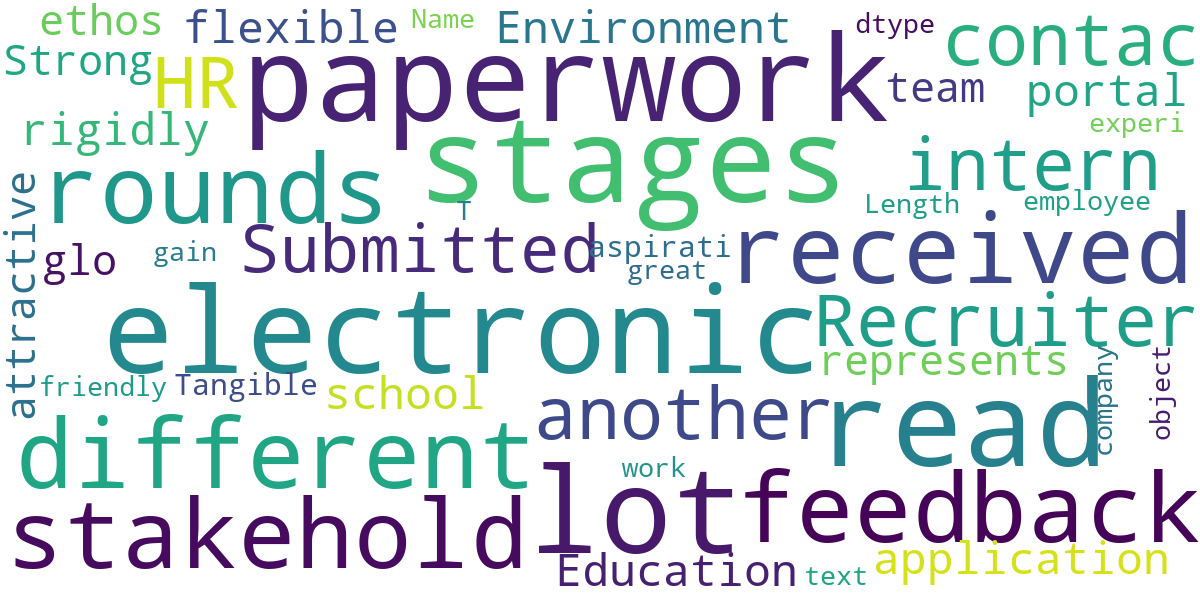 ethos
flexible
Name
Environment
dtype
contac
Strong
HR
paperwork
team
portal
experi
rigidly
stages
intern
rounds
attractive
T
Length
employee
glo
gain
Submitted
aspirati
great
received
electronic
Recruiter
represents
friendly
Tangible
school
another
read
company
object
different
lot
work
feedback
stakehold
Education
text
application